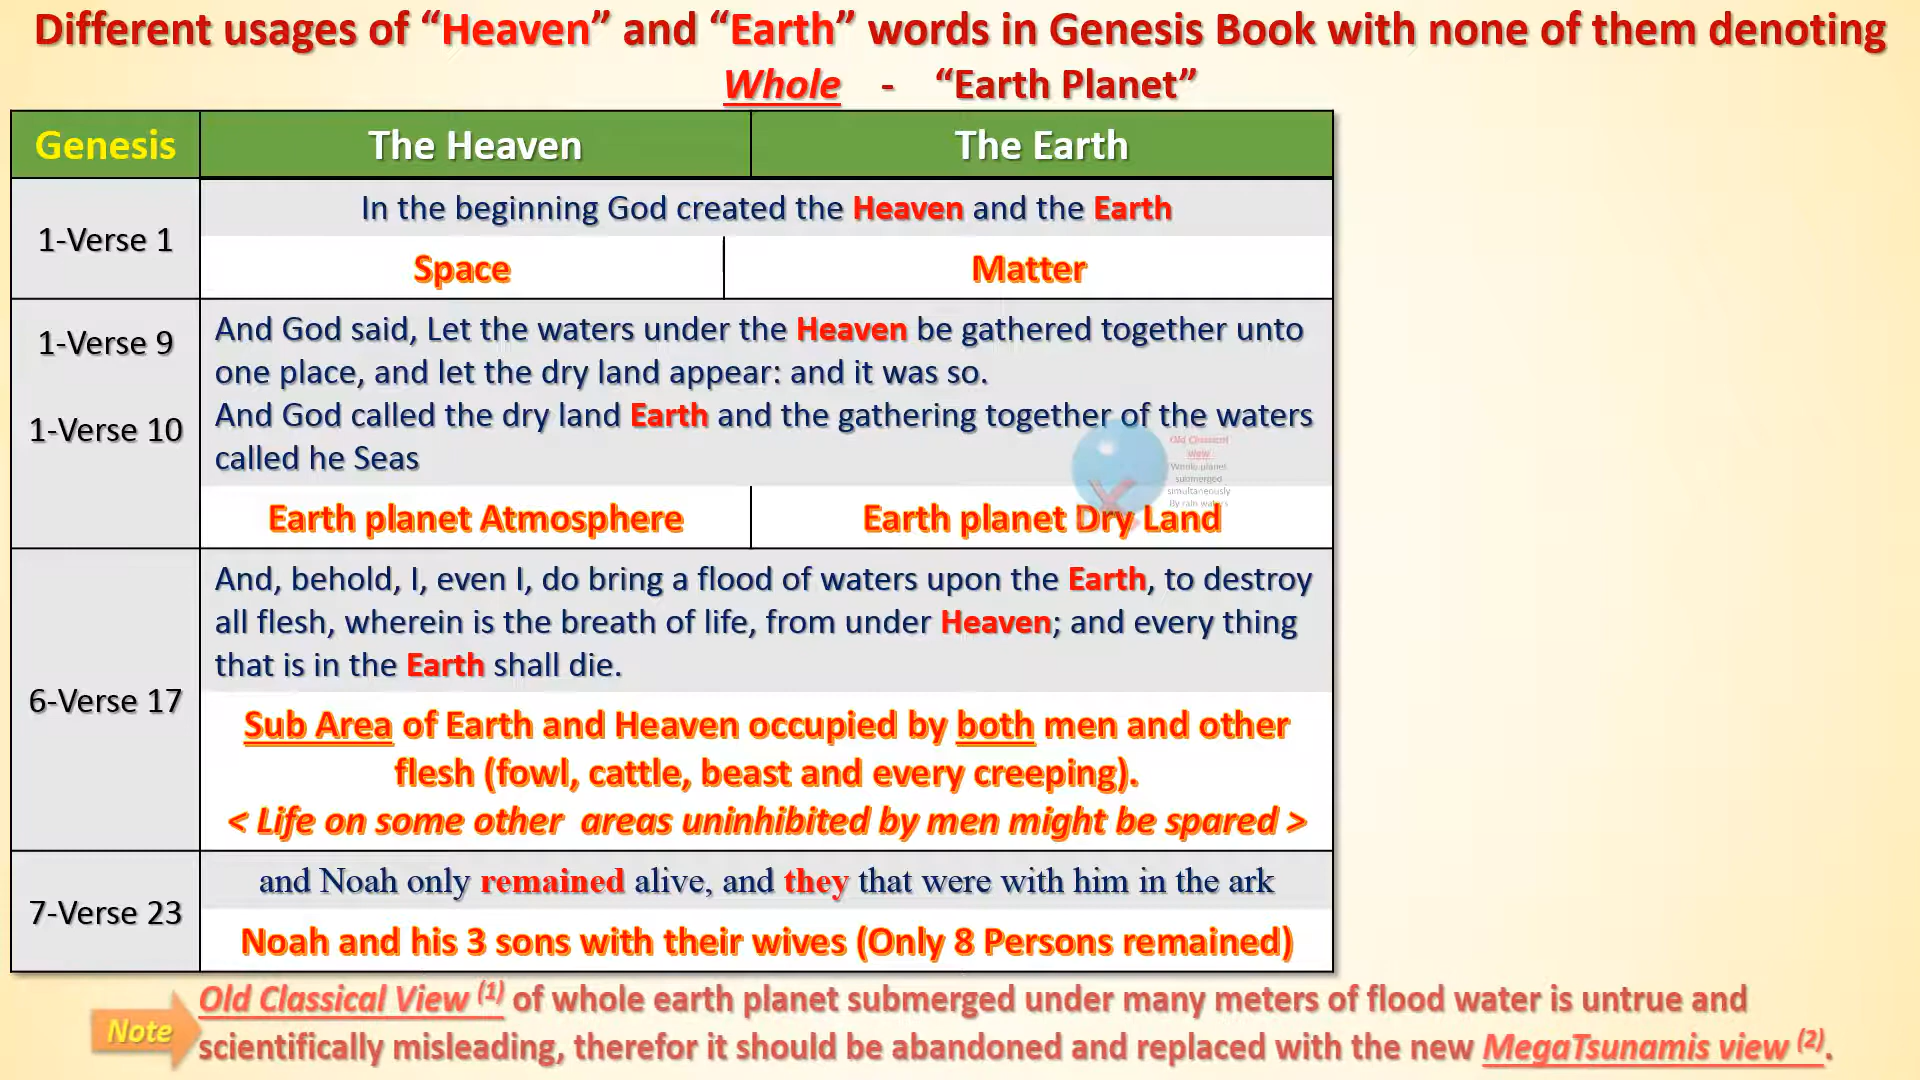 Different usages of “Heaven” and “Earth” words in Genesis Book with none of them denoting
Whole - “Earth Planet”
Genesis The Heaven The Earth
1-Verse 1
In the beginning God created the Heaven and the Earth
Space Matter
1-Verse 9
And God said, Let the waters under the Heaven be gathered together unto
one place, and let the dry land appear: and it was so.
1-Verse 10
And God called the dry land Earth and the gathering together of the waters
called he Seas
Earth planet Atmosphere Earth planet Dry Land
Old Classical
view
Whole planet
submerged
simultaneously
By rain waters
6-Verse 17
And, behold, I, even I, do bring a flood of waters upon the Earth, to destroy
all flesh, wherein is the breath of life, from under Heaven; and every thing
that is in the Earth shall die.
Sub Area of Earth and Heaven occupied by both men and other
flesh (fowl, cattle, beast and every creeping).
< Life on some other areas uninhibited by men might be spared >
7-Verse 23
and Noah only remained alive, and they that were with him in the ark
Noah and his 3 sons with their wives (Only 8 Persons remained)
Note
Old Classical View (1) of whole earth planet submerged under many meters of flood water is untrue and
scientifically misleading, therefor it should be abandoned and replaced with the new MegaTsunamis view (2).